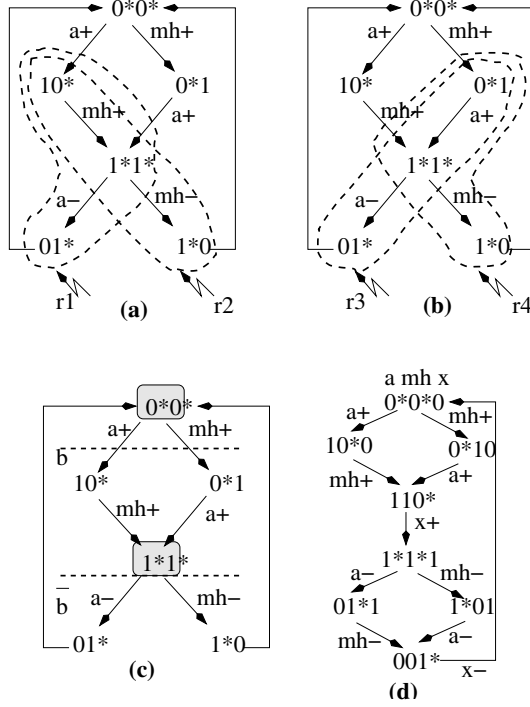 0*0* 0*0*
a+ mh+ a+ mh+
10* 0*1 10* 0*1
mh+ a+ mh+ a+
1*1* 1*1*
a− mh− a− mh−
01* 1*0 01* 1*0
r1 (a) r2 r3 (b) r4
a mh x
0*0* 0*0*0
a+ mh+ a+ mh+
b 10*0 0*10
10* 0*1 mh+ a+
mh+ a+ 110*
x+
1*1* 1*1*1
b a− mh− a− mh−
01*1 1*01
01* 1*0 mh− a−
001* x−
(c) (d)